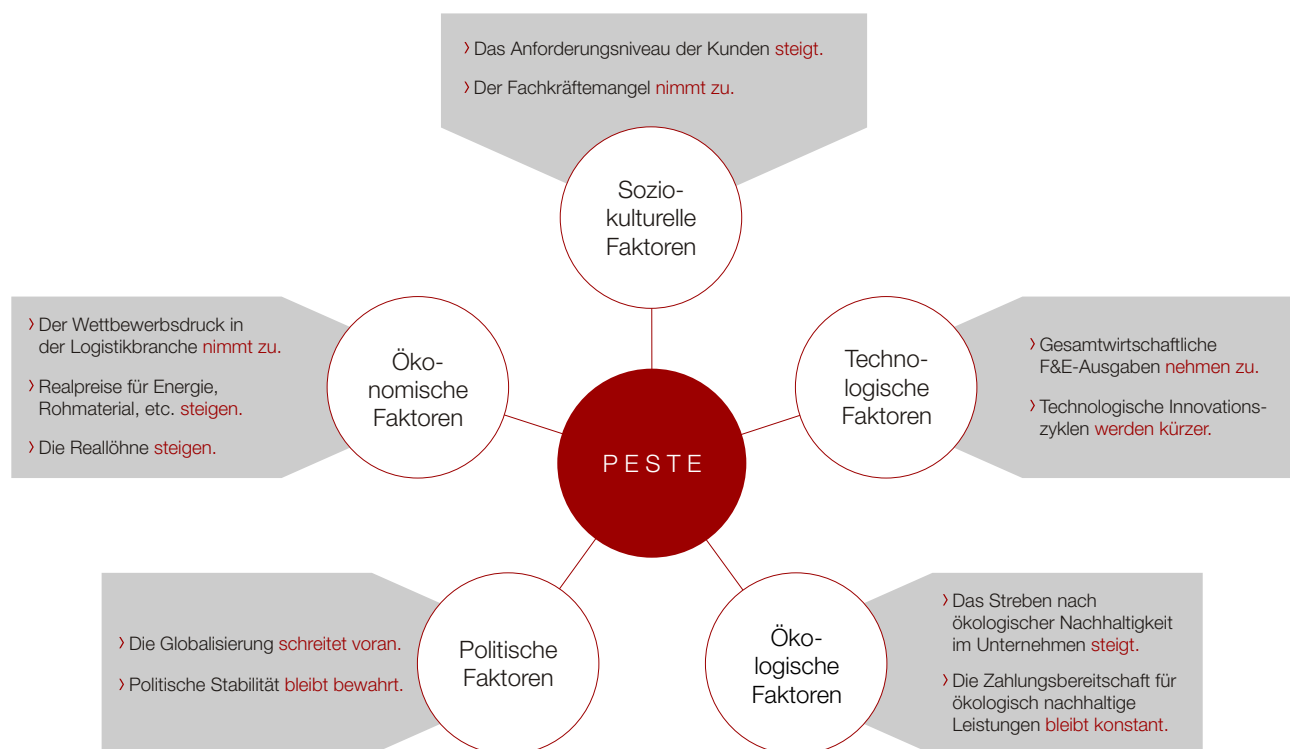 › Das Anforderungsniveau der Kunden steigt.
› Der Fachkräftemangel nimmt zu.
Sozio-
kulturelle
Faktoren
› Der Wettbewerbsdruck in
der Logistikbranche nimmt zu.
› Realpreise für Energie,
Rohmaterial, etc. steigen.
› Die Reallöhne steigen.
Öko-
nomische
Faktoren
Techno-
logische
Faktoren
› Gesamtwirtschaftliche
F&E-Ausgaben nehmen zu.
› Technologische Innovations-
zyklen werden kürzer.
PESTE
› Die Globalisierung schreitet voran.
› Politische Stabilität bleibt bewahrt.
Politische
Faktoren
Öko-
logische
Faktoren
› Das Streben nach
ökologischer Nachhaltigkeit
im Unternehmen steigt.
› Die Zahlungsbereitschaft für
ökologisch nachhaltige
Leistungen bleibt konstant.